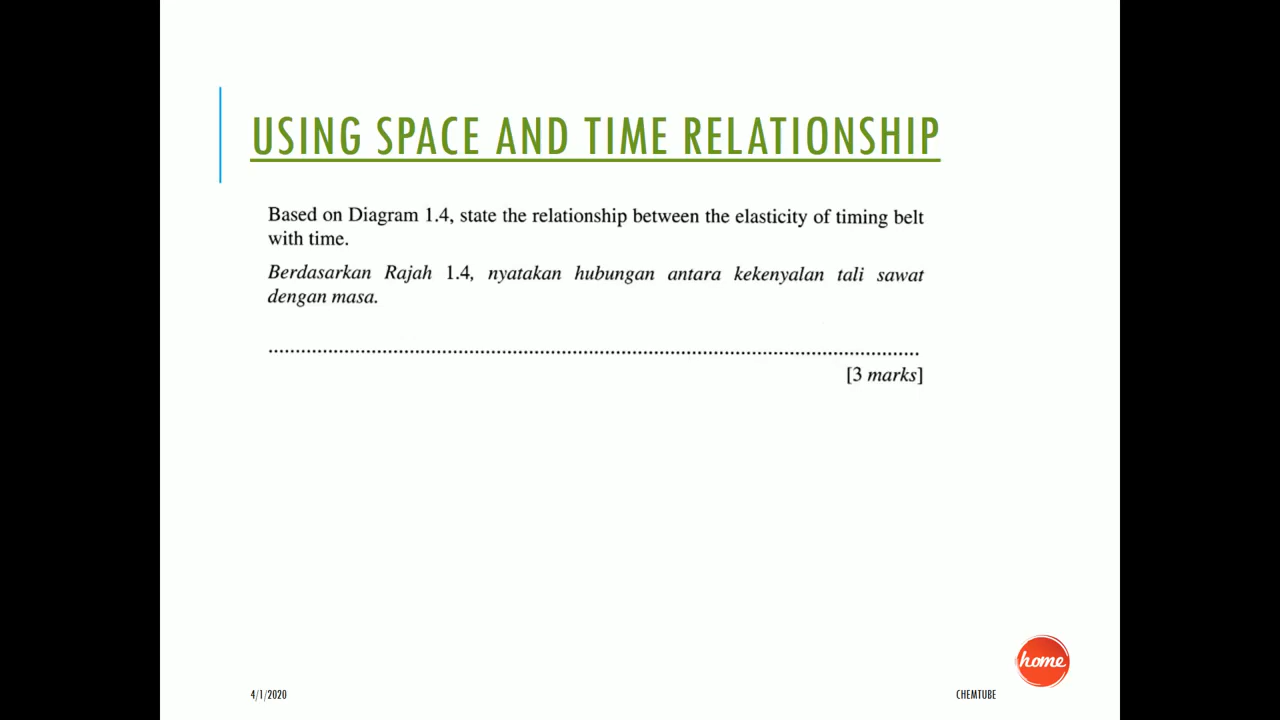 USING SPACE AND TIME RELATIONSHIP
Based on Diagram 1.4, state the relationship between the elasticity of timing belt
with time.
Berdasarkan Rajah 1.4, nyatakan hubungan antara kekenyalan tali sawat
dengan masa.
........................................................................................................................
[3 marks]
home
4/1/2020
CHEMTUBE